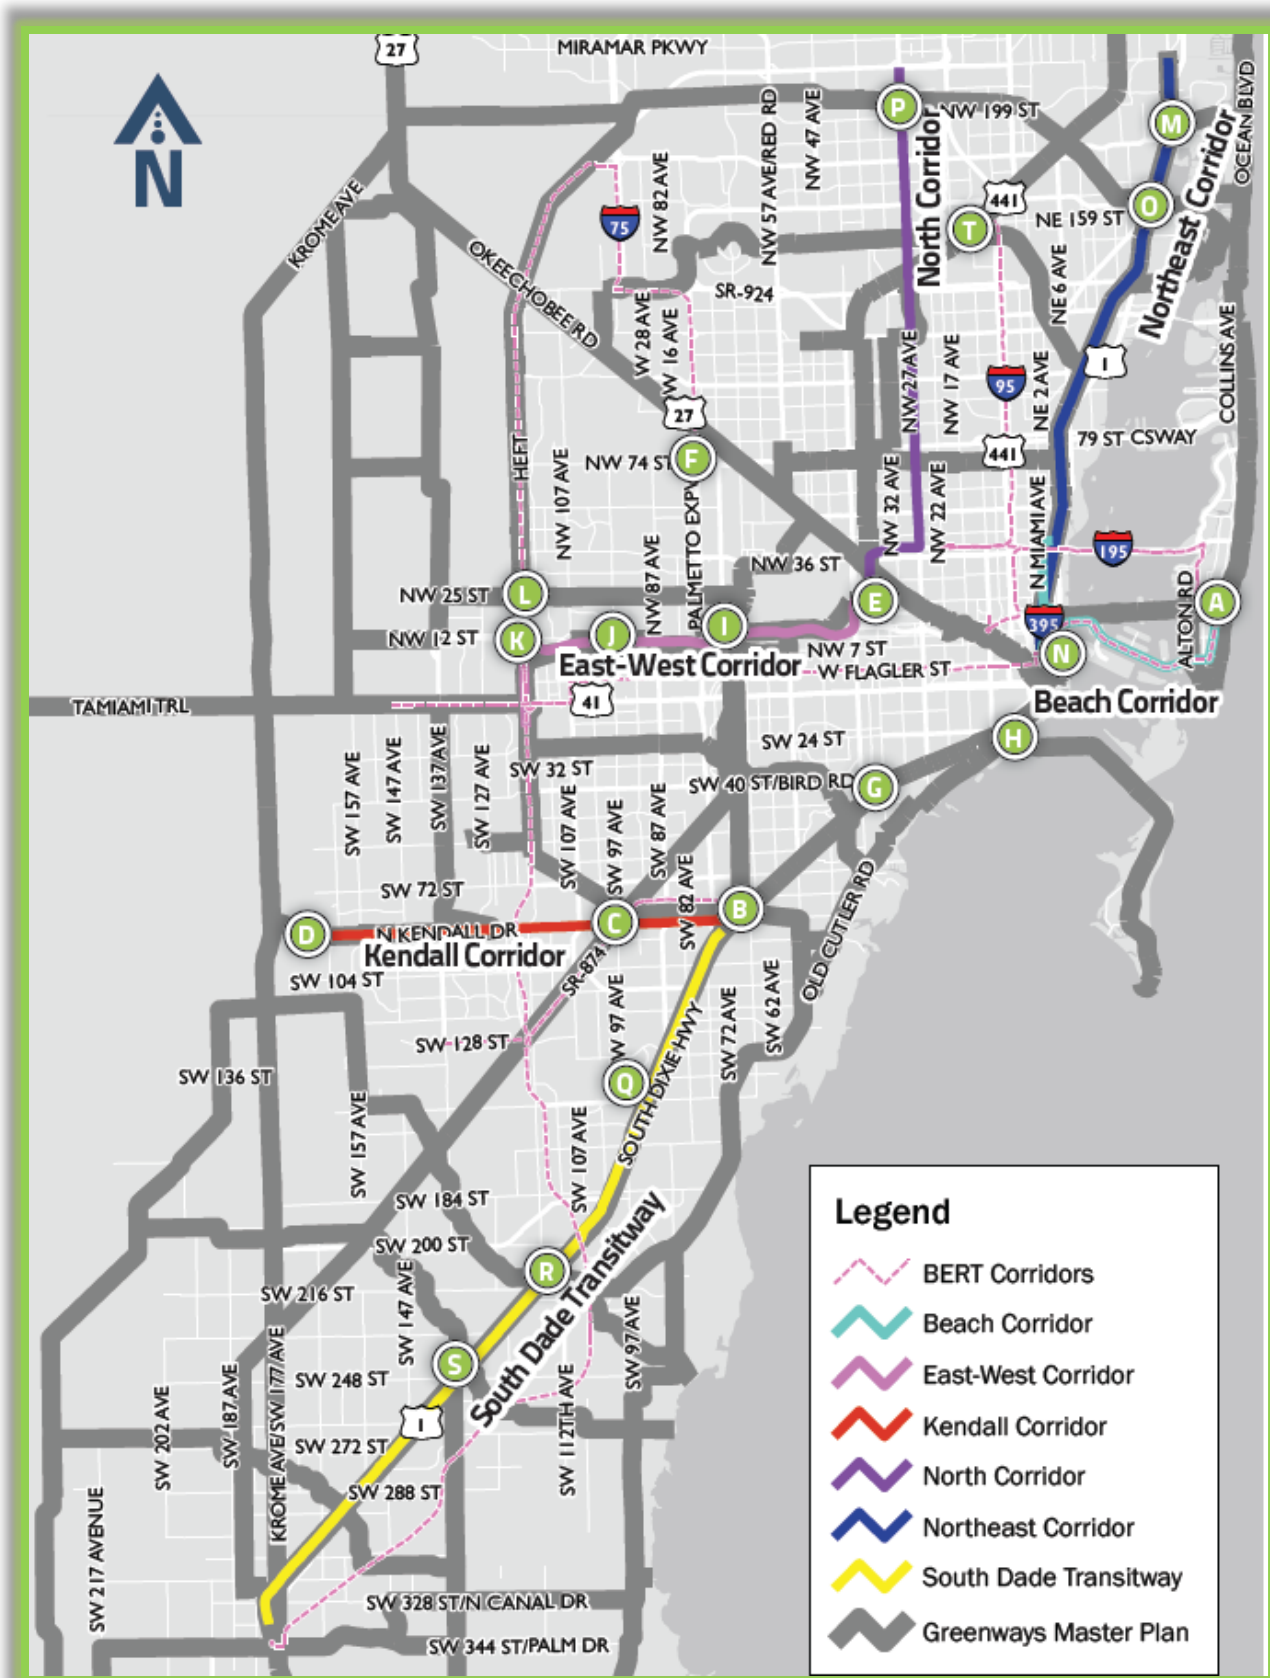 27
MIRAMAR PKWY
N
KROME AVE
OKEECHOBEE RD
75
NW 82 AVE
NW 57 AVE/RED RD
NW 47 AVE
P
NW 199 ST
North Corridor
M
OCEAN BLVD
Northeast Corridor
441
T
NE 159 ST
O
NE 6 AVE
SR-924
W 28 AVE
W 16 AVE
27
NW 27 AVE
NW 17 AVE
95
NE 2 AVE
1
COLLINS AVE
HEFT
NW 107 AVE
NW 74 ST
F
PALMETTO EXPY
NW 32 AVE
NW 22 AVE
441
79 ST CSWAY
N MIAMI AVE
195
NW 87 AVE
NW 36 ST
NW 25 ST
L
E
395
ALTON RD
A
NW 12 ST
K
J
I
NW 7 ST
N
East-West Corridor
W FLAGLER ST
41
Beach Corridor
TAMIAMI TRL
H
SW 24 ST
SW 157 AVE
SW 147 AVE
SW 137 AVE
SW 127 AVE
SW 32 ST
SW 40 ST/BIRD RD
G
SW 107 AVE
SW 97 AVE
SW 87 AVE
SW 82 AVE
SW 72 ST
D
N KENDALL DR
C
B
OLD CUTLER RD
Kendall Corridor
SW 104 ST
SR-874
SW 128 ST
W 97 AVE
SW 72 AVE
SW 62 AVE
SW 136 ST
Q
SOUTH DIXIE HWY
SW 157 AVE
SW 107 AVE
SW 184 ST
SW 200 ST
R
South Dade Transitway
SW 216 ST
SW 147 AVE
S
SW 97 AVE
SW 248 ST
KROME AVE/SW 177 AVE
SW 187 AVE
SW 202 AVE
1
SW 112TH AVE
SW 272 ST
SW 288 ST
SW 217 AVENUE
SW 328 ST/N CANAL DR
SW 344 ST/PALM DR
Legend
BERT Corridors
Beach Corridor
East-West Corridor
Kendall Corridor
North Corridor
Northeast Corridor
South Dade Transitway
Greenways Master Plan